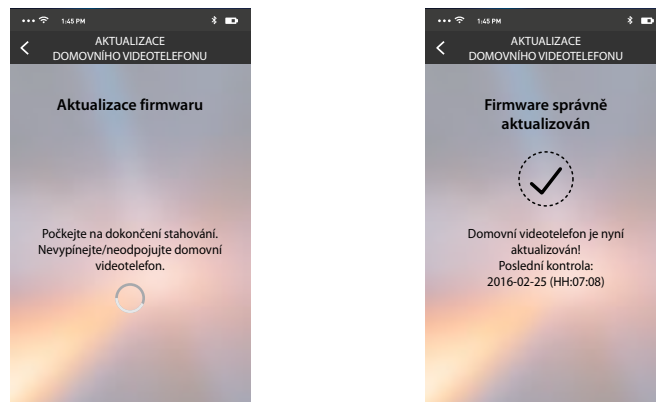 1:45 PM
AKTUALIZACE
DOMOVNÍHO VIDEOTELEFONU
Aktualizace firmwaru
Počkejte na dokončení stahování.
Nevypínejte/neodpojujte domovní
videotelefon.
1:45 PM
AKTUALIZACE
DOMOVNÍHO VIDEOTELEFONU
Firmware správně
aktualizován
Domovní videotelefon je nyní
aktualizován!
Poslední kontrola:
2016-02-25 (HH:07:08)